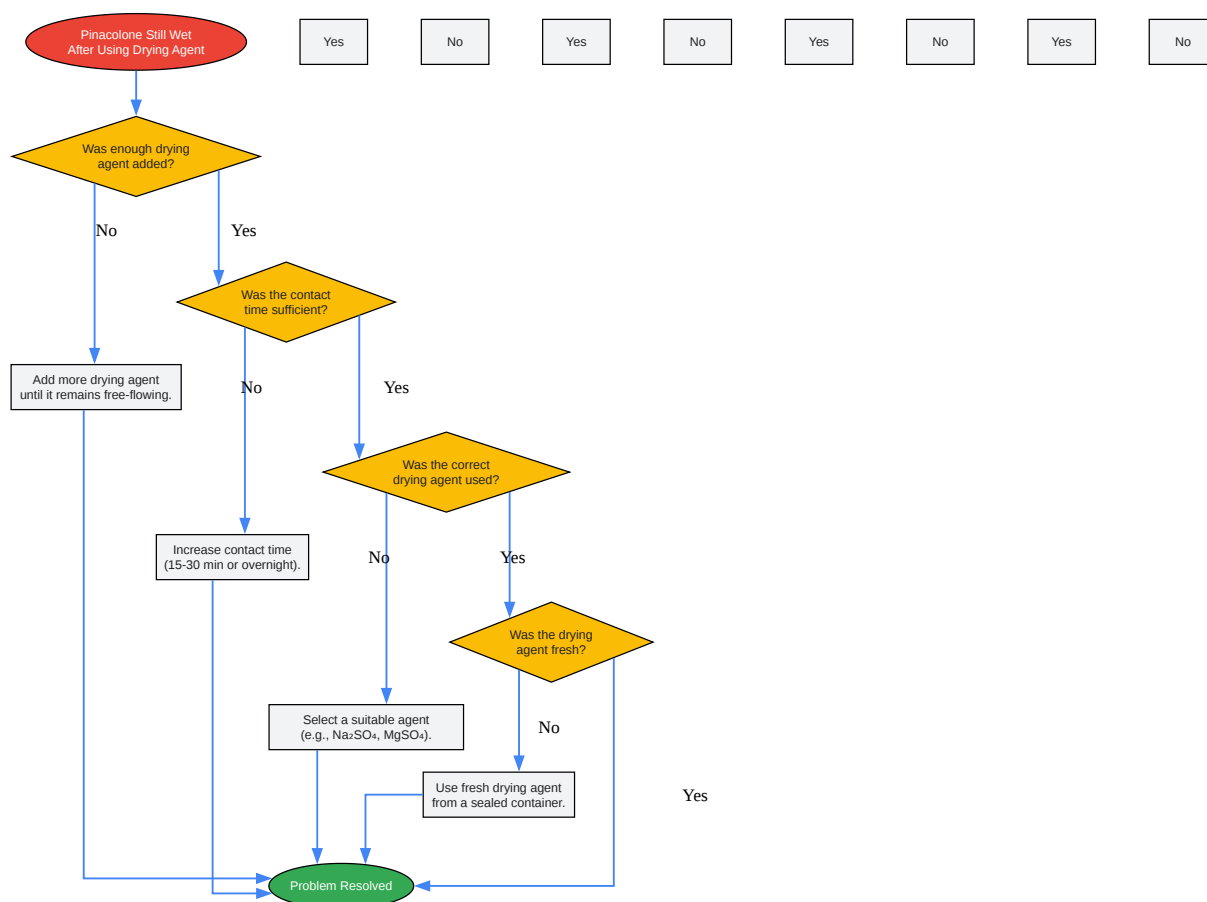 Pinacolone Still Wet
After Using Drying Agent
Yes
No
Yes
No
Yes
No
Yes
No
Was enough drying
agent added?
No
Yes
Was the contact
time sufficient?
Add more drying agent
until it remains free-flowing.
No
Yes
Was the correct
drying agent used?
Increase contact time
(15-30 min or overnight).
No
Yes
Was the drying
agent fresh?
Select a suitable agent
(e.g., Na₂SO₄, MgSO₄).
No
Use fresh drying agent
from a sealed container.
Yes
Problem Resolved